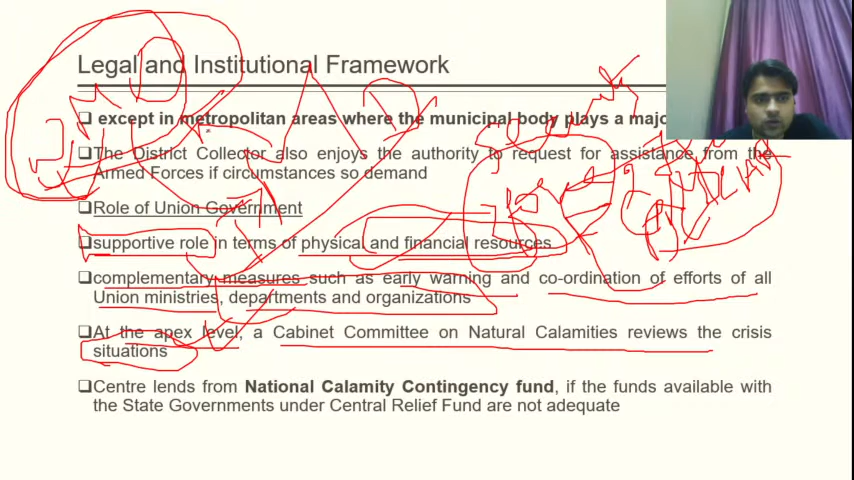 Legal and Institutional Framework
❑ except in metropolitan areas where the municipal body plays a majo
❑The District Collector also enjoys the authority to request for assistance from the
Armed Forces if circumstances so demand
❑Role of Union Government
❑supportive role in terms of physical and financial resources
❑complementary measures such as early warning and co-ordination of efforts of all
Union ministries, departments and organizations
❑At the apex level, a Cabinet Committee on Natural Calamities reviews the crisis
situations
❑Centre lends from National Calamity Contingency fund, if the funds available with
the State Governments under Central Relief Fund are not adequate